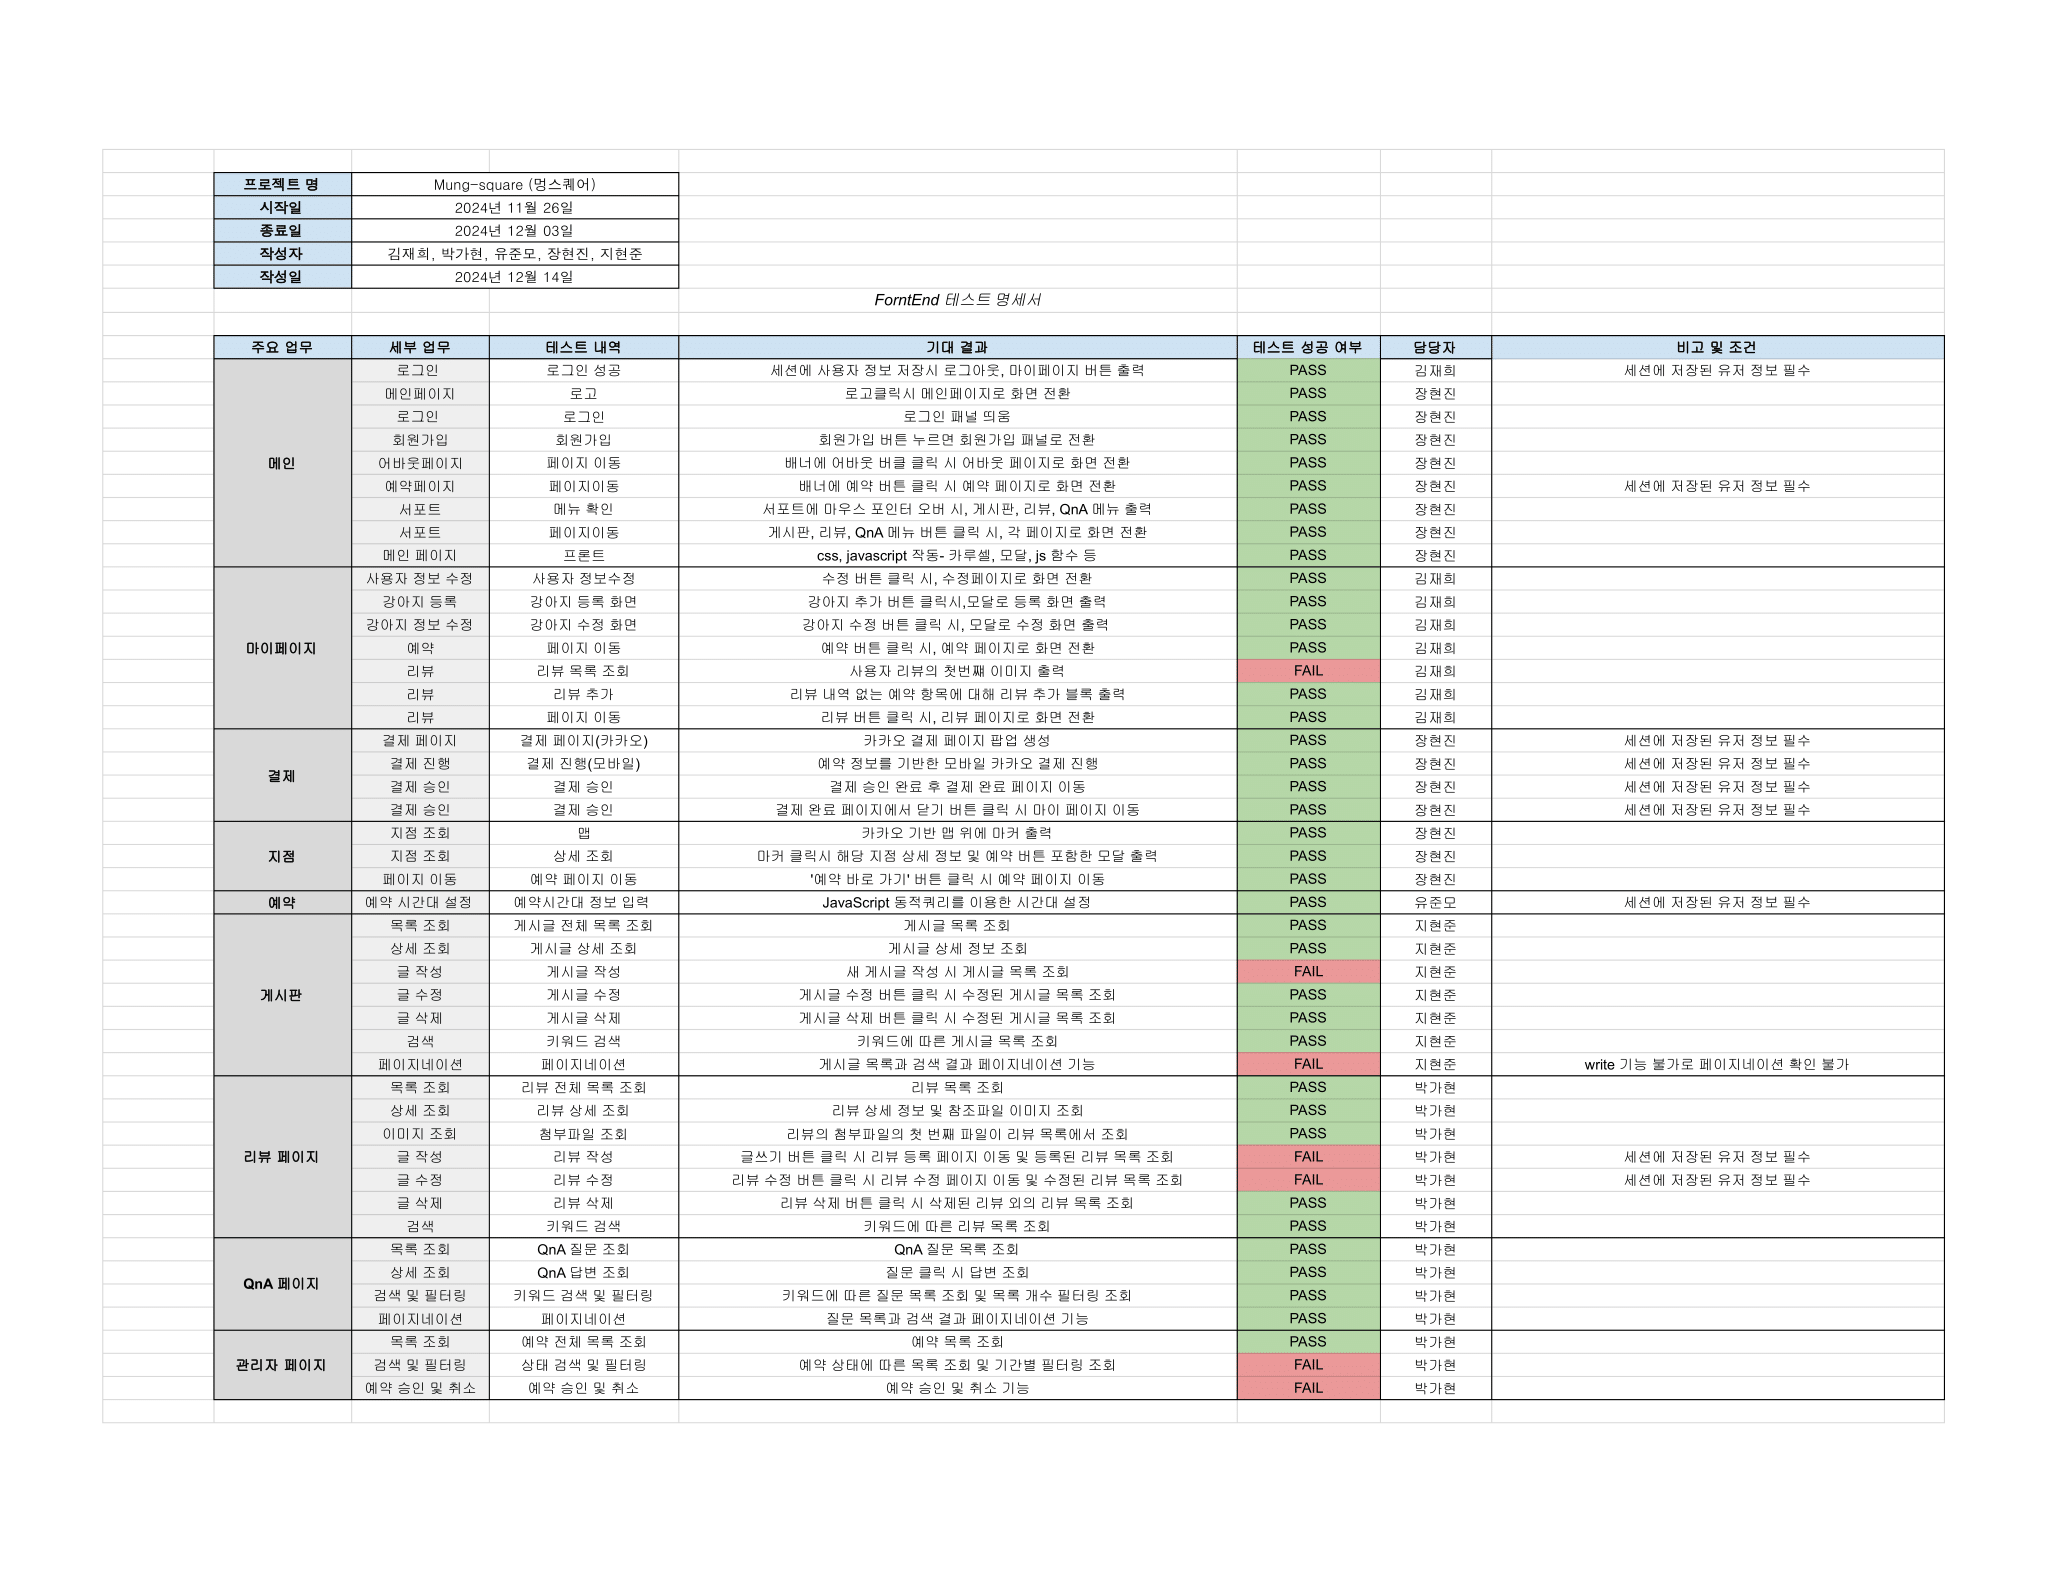 프로젝트 명 Mung-square (멍스퀘어)
시작일 2024년 11월 26일
종료일 2024년 12월 03일
작성자 김재희, 박가현, 유준모, 장현진, 지현준
작성일 2024년 12월 14일
ForntEnd 테스트 명세서
주요 업무 세부 업무 테스트 내역 기대 결과 테스트 성공 여부 담당자 비고 및 조건
메인 로그인 로그인 성공 세션에 사용자 정보 저장시 로그아웃, 마이페이지 버튼 출력 PASS 김재희 세션에 저장된 유저 정보 필수
메인페이지 로고 로고클릭시 메인페이지로 화면 전환 PASS 장현진
로그인 로그인 로그인 패널 띄움 PASS 장현진
회원가입 회원가입 회원가입 버튼 누르면 회원가입 패널로 전환 PASS 장현진
어바웃페이지 페이지 이동 배너에 어바웃 버클 클릭 시 어바웃 페이지로 화면 전환 PASS 장현진
예약페이지 페이지이동 배너에 예약 버튼 클릭 시 예약 페이지로 화면 전환 PASS 장현진 세션에 저장된 유저 정보 필수
서포트 메뉴 확인 서포트에 마우스 포인터 오버 시, 게시판, 리뷰, QnA 메뉴 출력 PASS 장현진
서포트 페이지이동 게시판, 리뷰, QnA 메뉴 버튼 클릭 시, 각 페이지로 화면 전환 PASS 장현진
메인 페이지 프론트 css, javascript 작동- 카루셀, 모달, js 함수 등 PASS 장현진
마이페이지 사용자 정보 수정 사용자 정보수정 수정 버튼 클릭 시, 수정페이지로 화면 전환 PASS 김재희
강아지 등록 강아지 등록 화면 강아지 추가 버튼 클릭시,모달로 등록 화면 출력 PASS 김재희
강아지 정보 수정 강아지 수정 화면 강아지 수정 버튼 클릭 시, 모달로 수정 화면 출력 PASS 김재희
예약 페이지 이동 예약 버튼 클릭 시, 예약 페이지로 화면 전환 PASS 김재희
리뷰 리뷰 목록 조회 사용자 리뷰의 첫번쨰 이미지 출력 FAIL 김재희
리뷰 리뷰 추가 리뷰 내역 없는 예약 항목에 대해 리뷰 추가 블록 출력 PASS 김재희
리뷰 페이지 이동 리뷰 버튼 클릭 시, 리뷰 페이지로 화면 전환 PASS 김재희
결제 결제 페이지 결제 페이지(카카오) 카카오 결제 페이지 팝업 생성 PASS 장현진 세션에 저장된 유저 정보 필수
결제 진행 결제 진행(모바일) 예약 정보를 기반한 모바일 카카오 결제 진행 PASS 장현진 세션에 저장된 유저 정보 필수
결제 승인 결제 승인 결제 승인 완료 후 결제 완료 페이지 이동 PASS 장현진 세션에 저장된 유저 정보 필수
결제 승인 결제 승인 결제 완료 페이지에서 닫기 버튼 클릭 시 마이 페이지 이동 PASS 장현진 세션에 저장된 유저 정보 필수
지점 지점 조회 맵 카카오 기반 맵 위에 마커 출력 PASS 장현진
지점 조회 상세 조회 마커 클릭시 해당 지점 상세 정보 및 예약 버튼 포함한 모달 출력 PASS 장현진
페이지 이동 예약 페이지 이동 '예약 바로 가기' 버튼 클릭 시 예약 페이지 이동 PASS 장현진
예약 예약 시간대 설정 예약시간대 정보 입력 JavaScript 동적쿼리를 이용한 시간대 설정 PASS 유준모 세션에 저장된 유저 정보 필수
게시판 목록 조회 게시글 전체 목록 조회 게시글 목록 조회 PASS 지현준
상세 조회 게시글 상세 조회 게시글 상세 정보 조회 PASS 지현준
글 작성 게시글 작성 새 게시글 작성 시 게시글 목록 조회 FAIL 지현준
글 수정 게시글 수정 게시글 수정 버튼 클릭 시 수정된 게시글 목록 조회 PASS 지현준
글 삭제 게시글 삭제 게시글 삭제 버튼 클릭 시 수정된 게시글 목록 조회 PASS 지현준
검색 키워드 검색 키워드에 따른 게시글 목록 조회 PASS 지현준
페이지네이션 페이지네이션 게시글 목록과 검색 결과 페이지네이션 기능 FAIL 지현준 write 기능 불가로 페이지네이션 확인 불가
리뷰 페이지 목록 조회 리뷰 전체 목록 조회 리뷰 목록 조회 PASS 박가현
상세 조회 리뷰 상세 조회 리뷰 상세 정보 및 참조파일 이미지 조회 PASS 박가현
이미지 조회 첨부파일 조회 리뷰의 첨부파일의 첫 번째 파일이 리뷰 목록에서 조회 PASS 박가현
글 작성 리뷰 작성 글쓰기 버튼 클릭 시 리뷰 등록 페이지 이동 및 등록된 리뷰 목록 조회 FAIL 박가현 세션에 저장된 유저 정보 필수
글 수정 리뷰 수정 리뷰 수정 버튼 클릭 시 리뷰 수정 페이지 이동 및 수정된 리뷰 목록 조회 FAIL 박가현 세션에 저장된 유저 정보 필수
글 삭제 리뷰 삭제 리뷰 삭제 버튼 클릭 시 삭제된 리뷰 외의 리뷰 목록 조회 PASS 박가현
검색 키워드 검색 키워드에 따른 리뷰 목록 조회 PASS 박가현
QnA 페이지 목록 조회 QnA 질문 조회 QnA 질문 목록 조회 PASS 박가현
상세 조회 QnA 답변 조회 질문 클릭 시 답변 조회 PASS 박가현
검색 및 필터링 키워드 검색 및 필터링 키워드에 따른 질문 목록 조회 및 목록 개수 필터링 조회 PASS 박가현
페이지네이션 페이지네이션 질문 목록과 검색 결과 페이지네이션 기능 PASS 박가현
관리자 페이지 목록 조회 예약 전체 목록 조회 예약 목록 조회 PASS 박가현
검색 및 필터링 상태 검색 및 필터링 예약 상태에 따른 목록 조회 및 기간별 필터링 조회 FAIL 박가현
예약 승인 및 취소 예약 승인 및 취소 예약 승인 및 취소 기능 FAIL 박가현